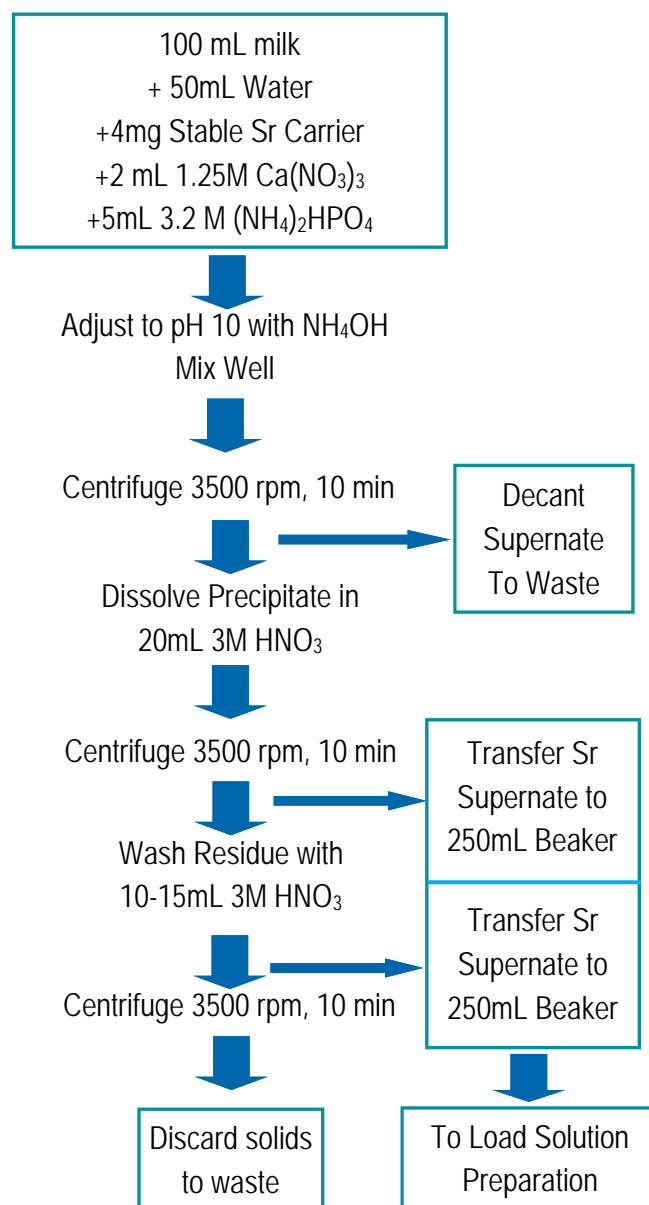 100 mL milk
+ 50mL Water
+4mg Stable Sr Carrier
+2 mL 1.25M Ca(NO₃)₃
+5mL 3.2 M (NH₄)₂HPO₄
Adjust to pH 10 with NH₄OH
Mix Well
Centrifuge 3500 rpm, 10 min
Decant
Supernate
To Waste
Dissolve Precipitate in
20mL 3M HNO₃
Centrifuge 3500 rpm, 10 min
Transfer Sr
Supernate to
250mL Beaker
Wash Residue with
10-15mL 3M HNO₃
Transfer Sr
Supernate to
250mL Beaker
Centrifuge 3500 rpm, 10 min
Discard solids
to waste
To Load Solution
Preparation